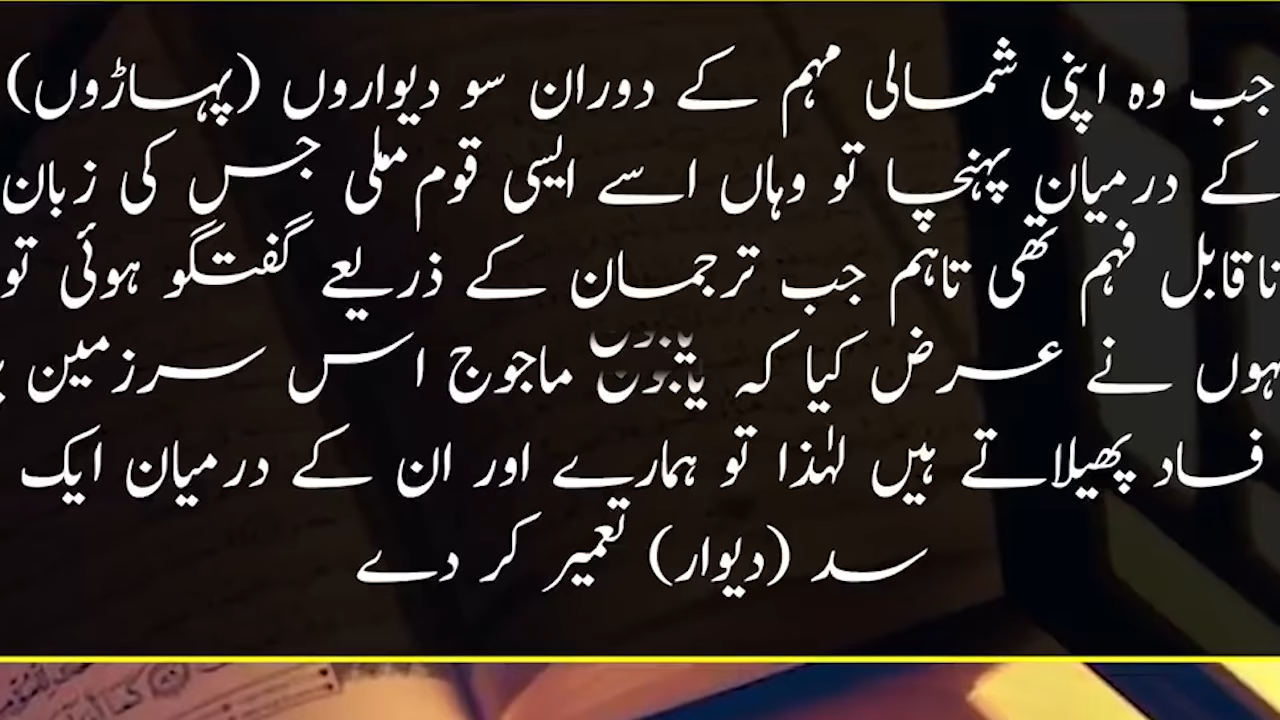 جب وہ اپنی شمالی مہم کے دوران سو دیواروں (پہاڑوں)
کے درمیان پہنچا تو وہاں اسے ایسی قوم ملی جس کی زبان
ناقابل فہم تھی تاہم جب ترجمان کے ذریعے گفتگو ہوئی تو
نے عرض کیا کہ یاجوج ماجوج اس سرزمین
فساد پھیلاتے ہیں لہٰذا تو ہمارے اور ان کے درمیان ایک
سد (دیوار) تعمیر کر دے